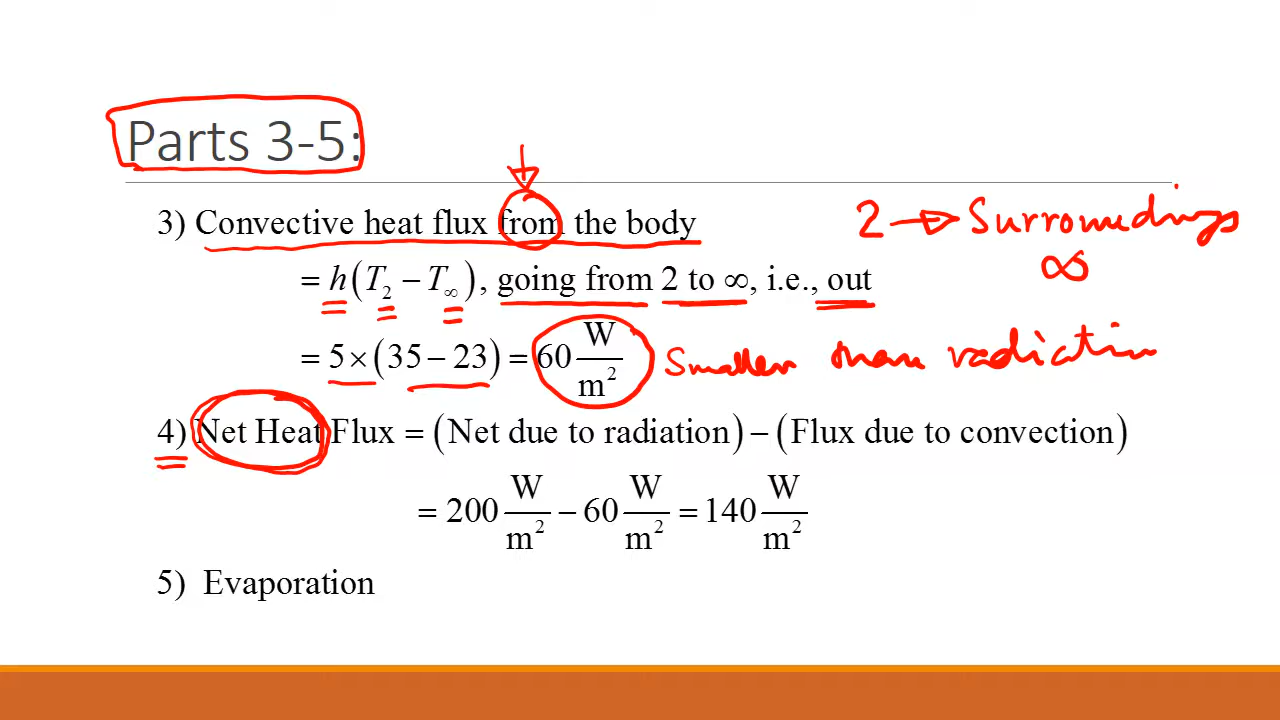 Parts 3-5:
3) Convective heat flux from the body
2 → Surroundings
∞
= h(T₂ − T∞), going from 2 to ∞, i.e., out
= 5 × (35 − 23) = 60 W/m²
Smaller than radiation
4) Net Heat Flux = (Net due to radiation) − (Flux due to convection)
= 200 W/m² − 60 W/m² = 140 W/m²
5) Evaporation